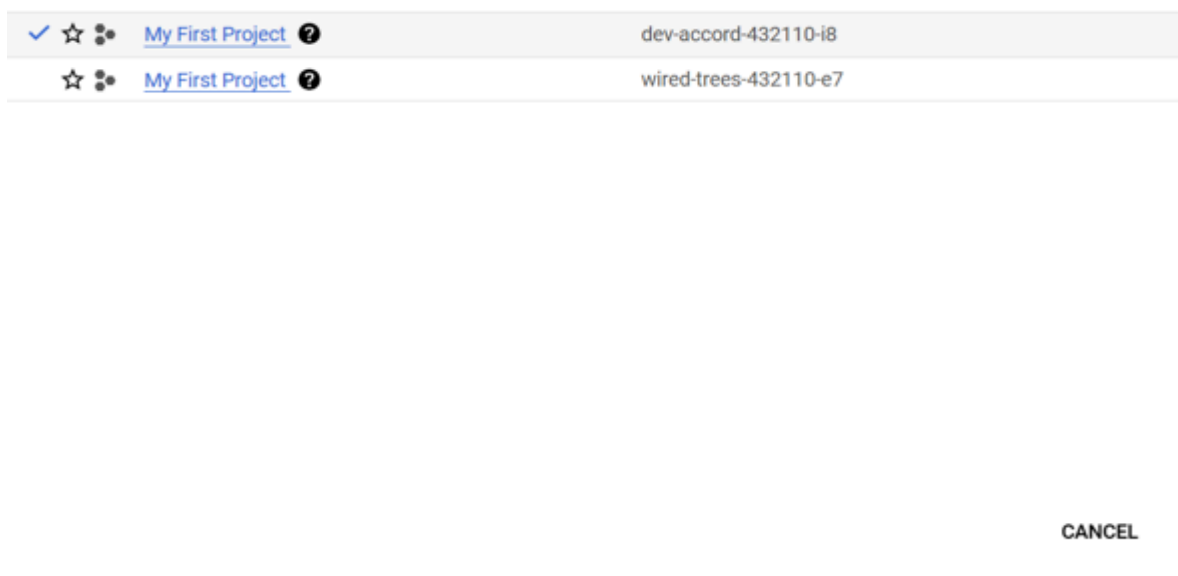 My First Project dev-accord-432110-i8
My First Project wired-trees-432110-e7
CANCEL